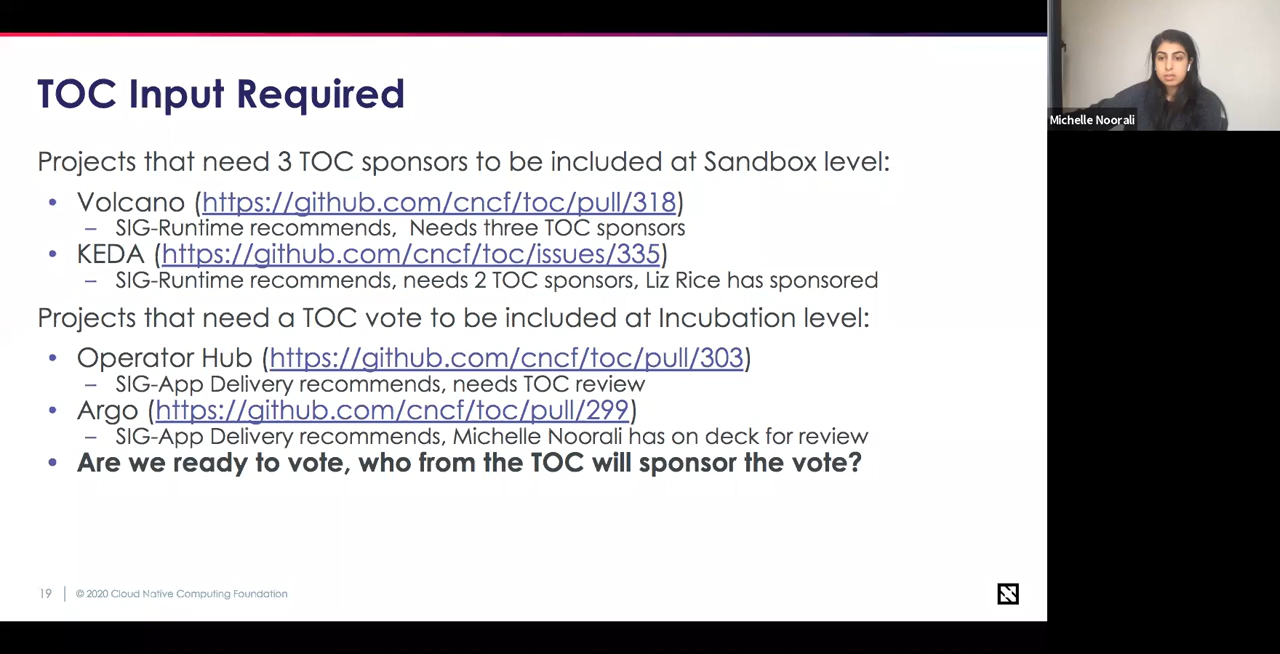 TOC Input Required
Michelle Noorali
Projects that need 3 TOC sponsors to be included at Sandbox level:
• Volcano (https://github.com/cncf/toc/pull/318)
– SIG-Runtime recommends, Needs three TOC sponsors
• KEDA (https://github.com/cncf/toc/issues/335)
– SIG-Runtime recommends, needs 2 TOC sponsors, Liz Rice has sponsored
Projects that need a TOC vote to be included at Incubation level:
• Operator Hub (https://github.com/cncf/toc/pull/303)
– SIG-App Delivery recommends, needs TOC review
• Argo (https://github.com/cncf/toc/pull/299)
– SIG-App Delivery recommends, Michelle Noorali has on deck for review
• Are we ready to vote, who from the TOC will sponsor the vote?
19 | © 2020 Cloud Native Computing Foundation